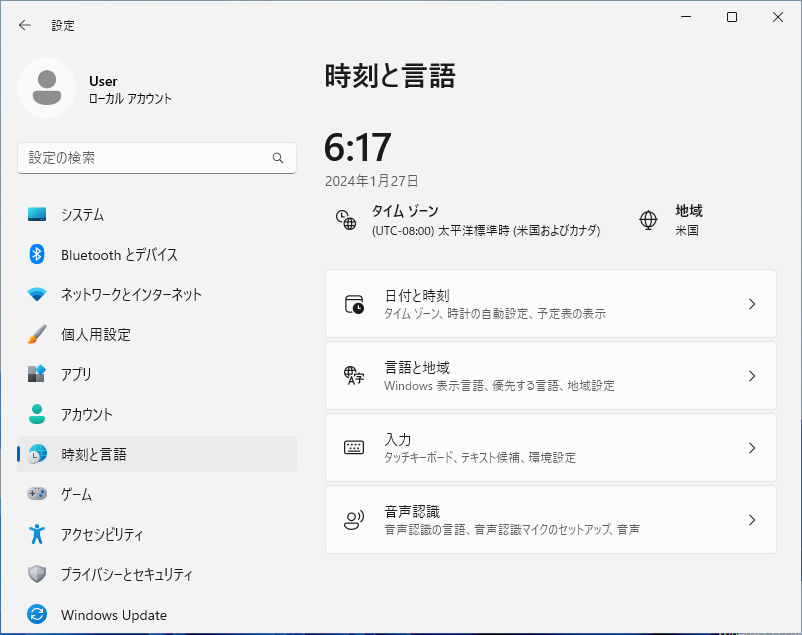 設定
User
ローカル アカウント
設定の検索
システム
Bluetooth とデバイス
ネットワークとインターネット
個人用設定
アプリ
アカウント
時刻と言語
ゲーム
アクセシビリティ
プライバシーとセキュリティ
Windows Update
時刻と言語
6:17
2024年1月27日
タイム ゾーン
(UTC-08:00) 太平洋標準時 (米国およびカナダ)
地域
米国
日付と時刻
タイム ゾーン、時計の自動設定、予定表の表示
言語と地域
Windows 表示言語、優先する言語、地域設定
入力
タッチキーボード、テキスト候補、環境設定
音声認識
音声認識の言語、音声認識マイクのセットアップ、音声